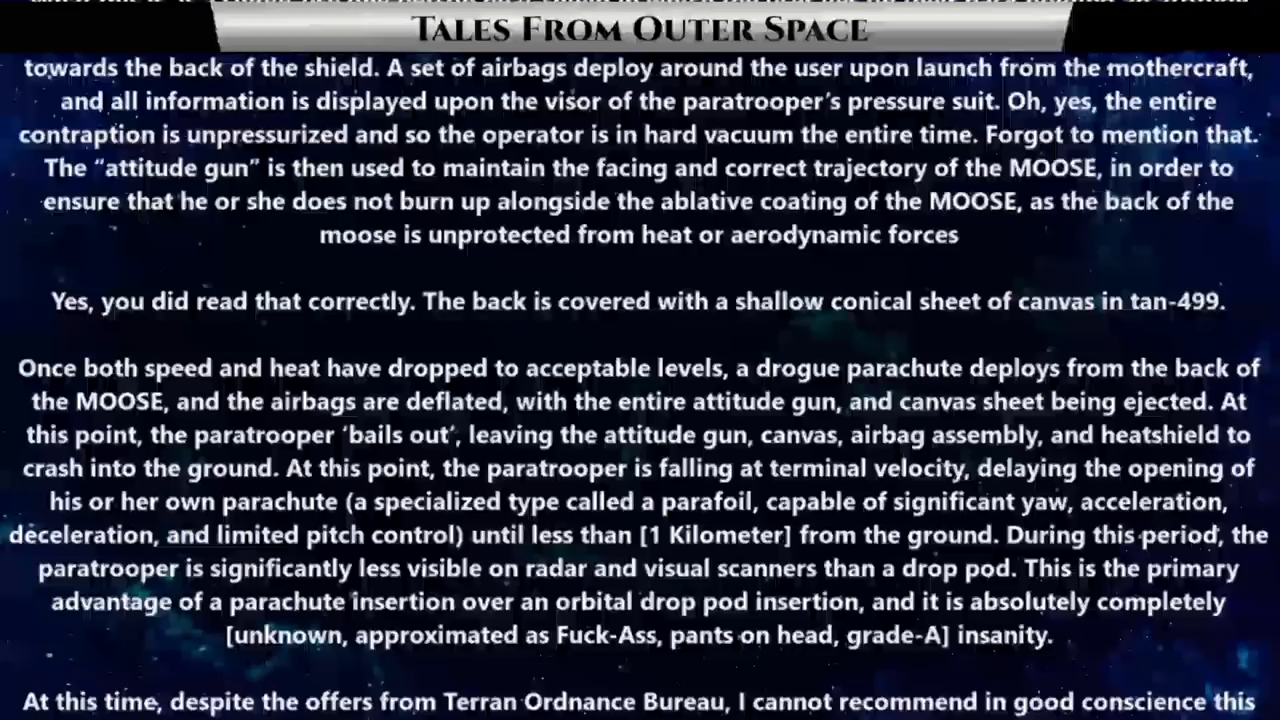 TALES FROM OUTER SPACE
towards the back of the shield. A set of airbags deploy around the user upon launch from the mothercraft,
and all information is displayed upon the visor of the paratrooper's pressure suit. Oh, yes, the entire
contraption is unpressurized and so the operator is in hard vacuum the entire time. Forgot to mention that.
The “attitude gun” is then used to maintain the facing and correct trajectory of the MOOSE, in order to
ensure that he or she does not burn up alongside the ablative coating of the MOOSE, as the back of the
moose is unprotected from heat or aerodynamic forces
Yes, you did read that correctly. The back is covered with a shallow conical sheet of canvas in tan-499.
Once both speed and heat have dropped to acceptable levels, a drogue parachute deploys from the back of
the MOOSE, and the airbags are deflated, with the entire attitude gun, and canvas sheet being ejected. At
this point, the paratrooper ‘bails out’, leaving the attitude gun, canvas, airbag assembly, and heatshield to
crash into the ground. At this point, the paratrooper is falling at terminal velocity, delaying the opening of
his or her own parachute (a specialized type called a parafoil, capable of significant yaw, acceleration,
deceleration, and limited pitch control) until less than [1 Kilometer] from the ground. During this period, the
paratrooper is significantly less visible on radar and visual scanners than a drop pod. This is the primary
advantage of a parachute insertion over an orbital drop pod insertion, and it is absolutely completely
[unknown, approximated as Fuck-Ass, pants on head, grade-A] insanity.
At this time, despite the offers from Terran Ordnance Bureau, I cannot recommend in good conscience this